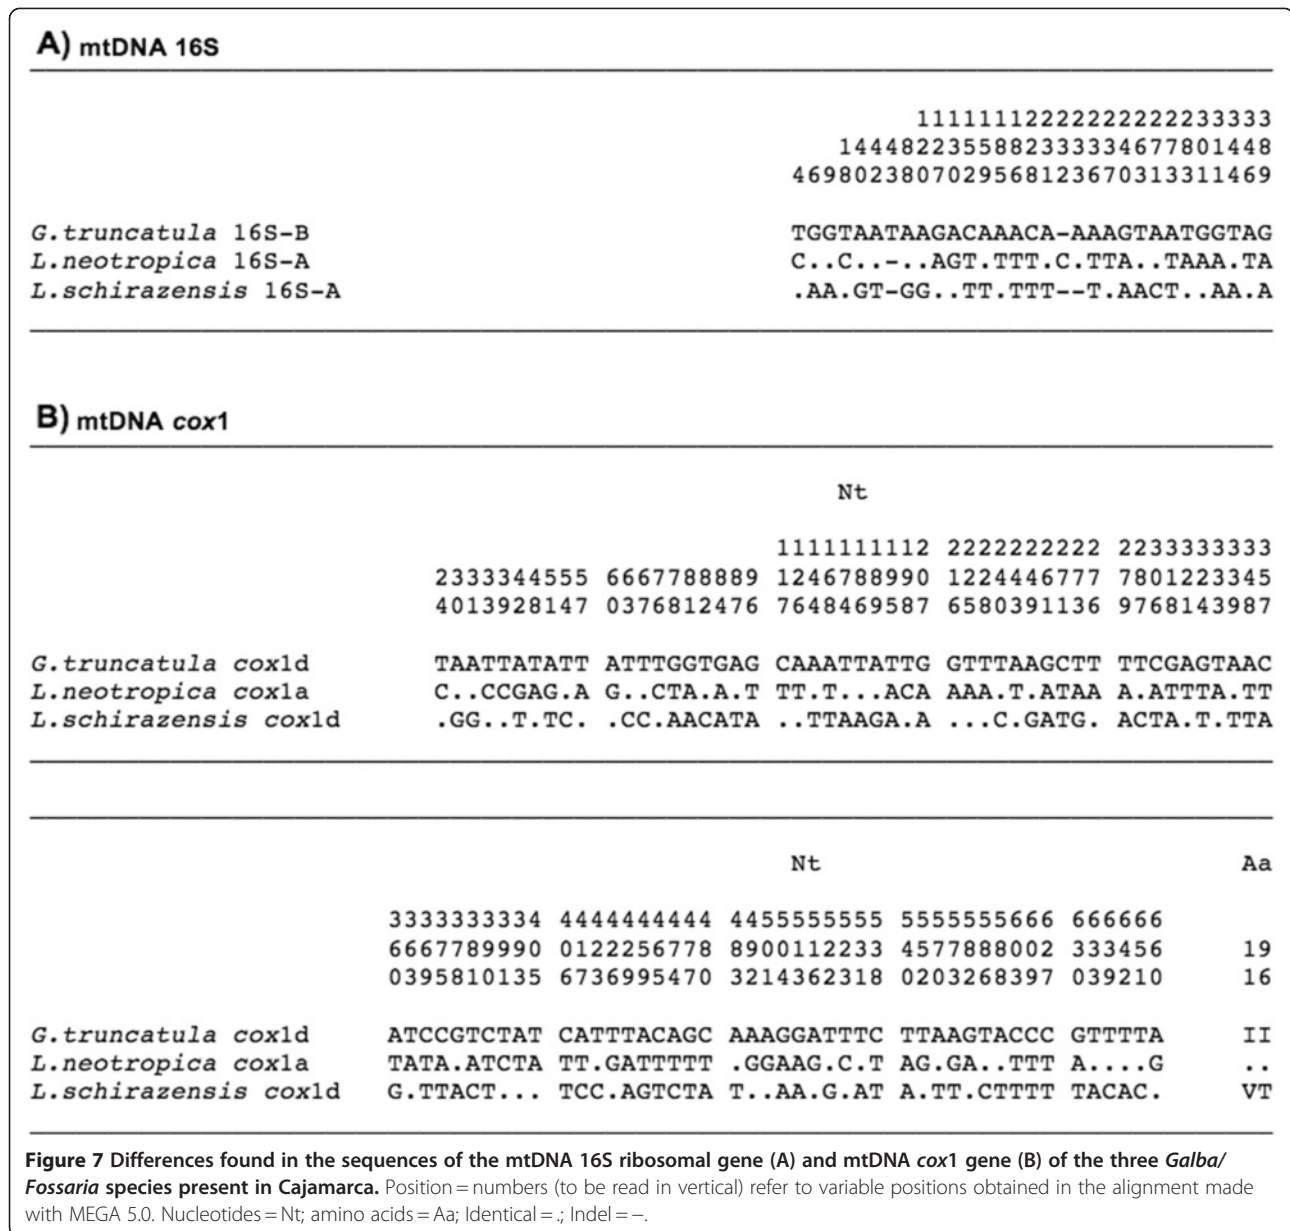 A) mtDNA 16S
1111111222222222233333
14448223558823333346778 01448
4698023807029568123670313311469
G.truncatula 16S-B TGGTAATAAGACAAACA-AAAGTAATGGTAG
L.neotropica 16S-A C..C..-..AGT.TTT.C.TTA..TAAA.TA
L.schirazensis 16S-A .AA.GT-GG..TT.TTT--T.AACT..AA.A
B) mtDNA cox1
Nt
1111111112 2222222222 2233333333
2333344555 6667788889 1246788990 1224446777 7801223345
4013928147 0376812476 7648469587 6580391136 9768143987
G.truncatula cox1d TAATTATATT ATTTGGTGAG CAAATTATTG GTTTAAGCTT TTCGAGTAAC
L.neotropica cox1a C..CCGAG.A G..CTA.A.T TT.T...ACA AAA.T.ATAA A.ATTTA.TT
L.schirazensis cox1d .GG..T.TC. .CC.AACATA ..TTAAGA.A ...C.GATG. ACTA.T.TTA
Nt Aa
3333333334 4444444444 4455555555 5555555666 666666
6667789990 0122256778 8900112233 4577888002 333456 19
0395810135 6736995470 3214362318 0203268397 039210 16
G.truncatula cox1d ATCCGTCTAT CATTTACAGC AAAGGATTTC TTAAGTACCC GTTTTA II
L.neotropica cox1a TATA.ATCTA TT.GATTTTT .GGAAG.C.T AG.GA..TTT A....G ..
L.schirazensis cox1d G.TTACT... TCC.AGTCTA T..AA.G.AT A.TT.CTTTT TACAC. VT
Figure 7 Differences found in the sequences of the mtDNA 16S ribosomal gene (A) and mtDNA cox1 gene (B) of the three Galba/
Fossaria species present in Cajamarca. Position = numbers (to be read in vertical) refer to variable positions obtained in the alignment made
with MEGA 5.0. Nucleotides = Nt; amino acids = Aa; Identical = .; Indel = −.